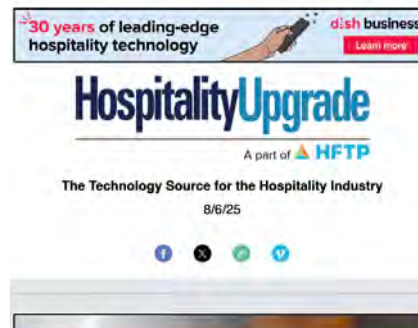 30 years of leading-edge
hospitality technology
dish business
Learn more
HospitalityUpgrade
A part of HFTP
The Technology Source for the Hospitality Industry
8/6/25